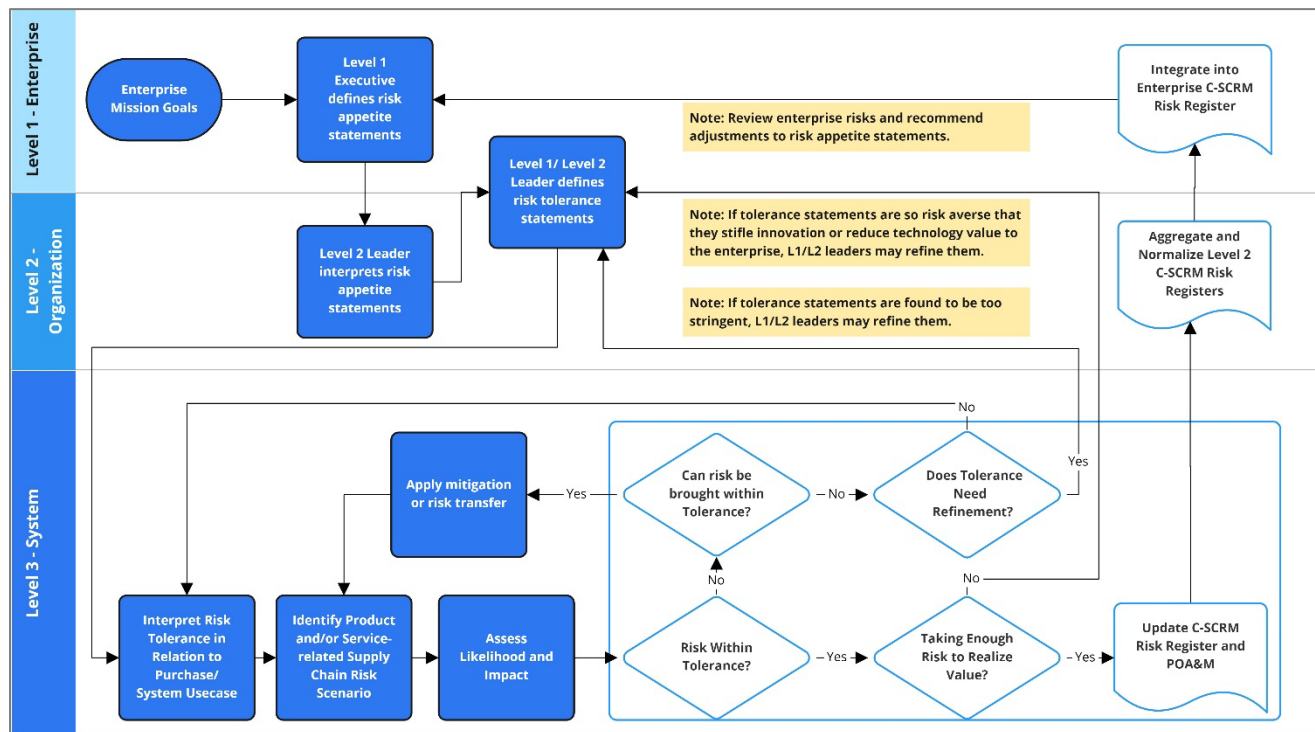 Level 1 - Enterprise
Enterprise
Mission Goals
Level 1
Executive
defines risk
appetite
statements
Integrate into
Enterprise C-SCRM
Risk Register
Note: Review enterprise risks and recommend
adjustments to risk appetite statements.
Level 1/ Level 2
Leader defines
risk tolerance
statements
Level 2 -
Organization
Level 2 Leader
interprets risk
appetite
statements
Note: If tolerance statements are so risk averse that
they stifle innovation or reduce technology value to
the enterprise, L1/L2 leaders may refine them.
Note: If tolerance statements are found to be too
stringent, L1/L2 leaders may refine them.
Aggregate and
Normalize Level 2
C-SCRM Risk
Registers
Level 3 - System
No
Apply mitigation
or risk transfer
Yes
Can risk be
brought within
Tolerance?
No
Does Tolerance
Need
Refinement?
Yes
No
No
Interpret Risk
Tolerance in
Relation to
Purchase/
System Usecase
Identify Product
and/or Service-
related Supply
Chain Risk
Scenario
Assess
Likelihood and
Impact
Risk Within
Tolerance?
Yes
Taking Enough
Risk to Realize
Value?
Yes
Update C-SCRM
Risk Register and
POA&M